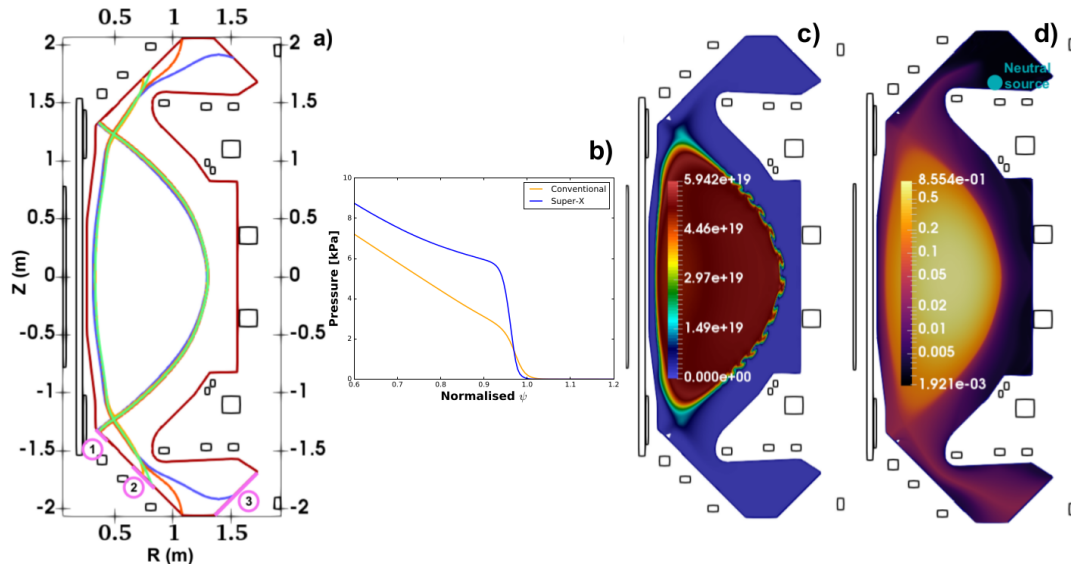 0.5 1.0 1.5
a)
2 2
1.5 1.5
1 1
0.5 0.5
Z (m)
0 0
-0.5 -0.5
-1 -1
-1.5 -1.5
-2 -2
1
2
3
0.5 1 1.5
R (m)
b)
Pressure [kPa]
10
8
6
4
2
0
Conventional
Super-X
0.6 0.7 0.8 0.9 1.0 1.1 1.2
Normalised ψ
c)
5.942e+19
4.46e+19
2.97e+19
1.49e+19
0.000e+00
d)
Neutral
source
8.554e-01
0.5
0.2
0.1
0.05
0.02
0.01
0.005
1.921e-03